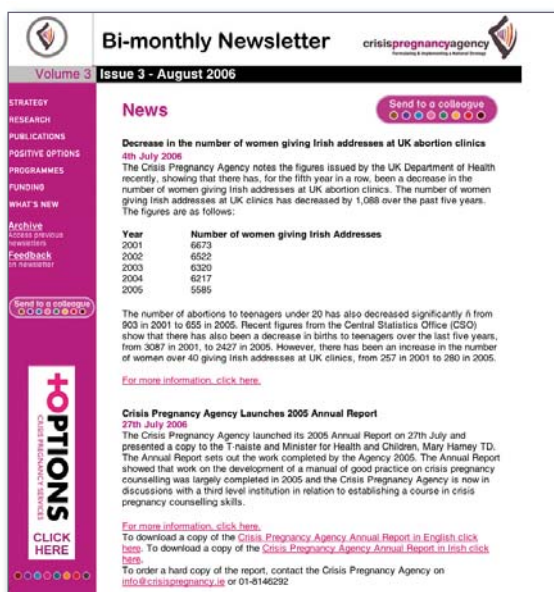 Bi-monthly Newsletter
crisispregnancyagency
Formulating & Implementing a National Strategy
Volume 3 Issue 3 - August 2006
STRATEGY
RESEARCH
PUBLICATIONS
POSITIVE OPTIONS
PROGRAMMES
FUNDING
WHAT'S NEW
Archive
Access previous
newsletters
Feedback
on newsletter
Send to a colleague
+OPTIONS
CRISIS PREGNANCY SERVICES
CLICK
HERE
News
Send to a colleague
Decrease in the number of women giving Irish addresses at UK abortion clinics
4th July 2006
The Crisis Pregnancy Agency notes the figures issued by the UK Department of Health
recently, showing that there has, for the fifth year in a row, been a decrease in the
number of women giving Irish addresses at UK abortion clinics. The number of women
giving Irish addresses at UK clinics has decreased by 1,088 over the past five years.
The figures are as follows:
Year Number of women giving Irish Addresses
2001 6673
2002 6522
2003 6320
2004 6217
2005 5585
The number of abortions to teenagers under 20 has also decreased significantly ñ from
903 in 2001 to 655 in 2005. Recent figures from the Central Statistics Office (CSO)
show that there has also been a decrease in births to teenagers over the last five years,
from 3087 in 2001, to 2427 in 2005. However, there has been an increase in the number
of women over 40 giving Irish addresses at UK clinics, from 257 in 2001 to 280 in 2005.
For more information, click here.
Crisis Pregnancy Agency Launches 2005 Annual Report
27th July 2006
The Crisis Pregnancy Agency launched its 2005 Annual Report on 27th July and
presented a copy to the T·naiste and Minister for Health and Children, Mary Harney TD.
The Annual Report sets out the work completed by the Agency 2005. The Annual Report
showed that work on the development of a manual of good practice on crisis pregnancy
counselling was largely completed in 2005 and the Crisis Pregnancy Agency is now in
discussions with a third level institution in relation to establishing a course in crisis
pregnancy counselling skills.
For more information, click here.
To download a copy of the Crisis Pregnancy Agency Annual Report in English click
here. To download a copy of the Crisis Pregnancy Agency Annual Report in Irish click
here.
To order a hard copy of the report, contact the Crisis Pregnancy Agency on
info@crisispregnancy.ie or 01-8146292